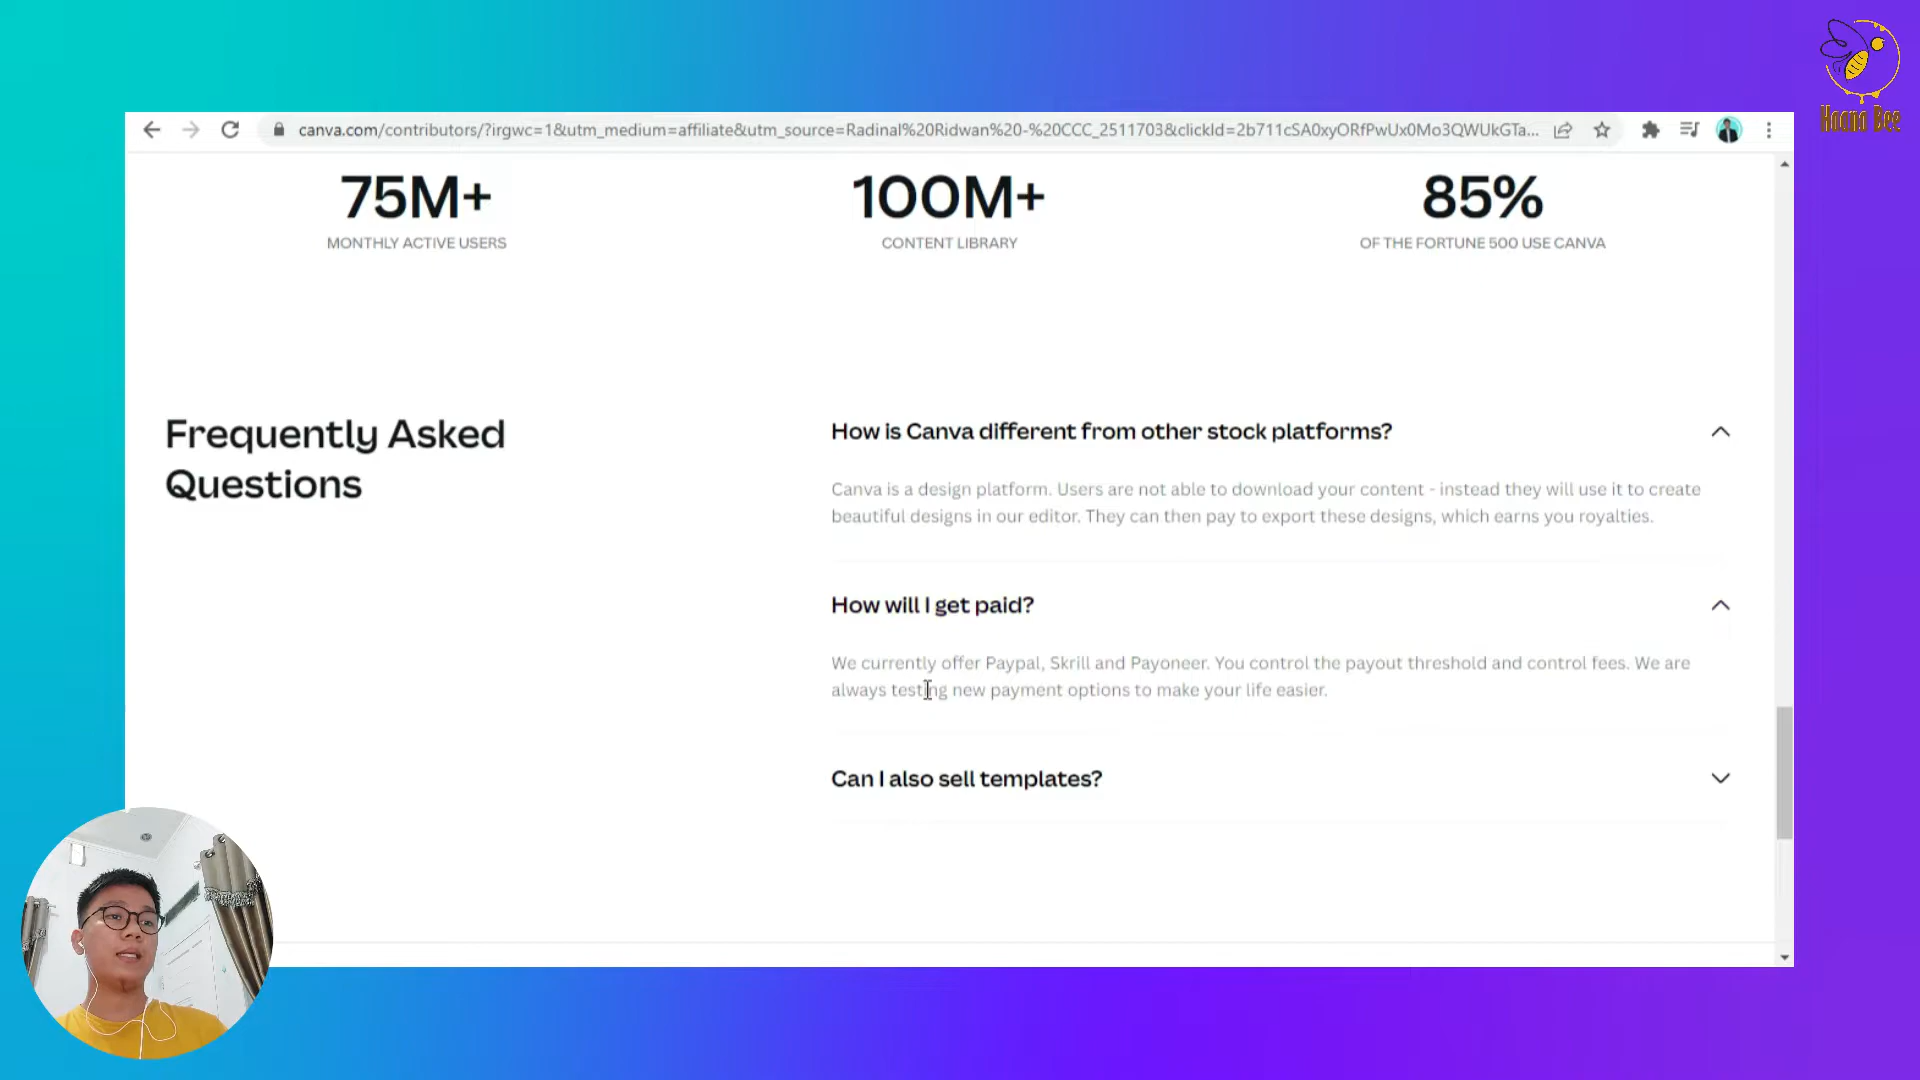 Hacna Bee
canva.com/contributors/?irgwc=1&utm_medium=affiliate&utm_source=Radinal%20Ridwan%20-%20CCC_2511703&clickId=2b711cSA0xyORfPwUx0Mo3QWUkGTa...
75M+
MONTHLY ACTIVE USERS
100M+
CONTENT LIBRARY
85%
OF THE FORTUNE 500 USE CANVA
Frequently Asked
Questions
How is Canva different from other stock platforms?
Canva is a design platform. Users are not able to download your content - instead they will use it to create
beautiful designs in our editor. They can then pay to export these designs, which earns you royalties.
How will I get paid?
We currently offer Paypal, Skrill and Payoneer. You control the payout threshold and control fees. We are
always testing new payment options to make your life easier.
Can I also sell templates?